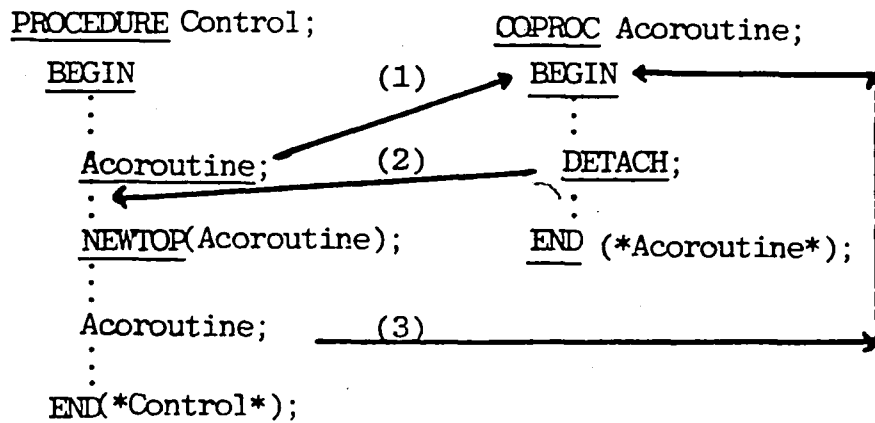 PROCEDURE Control;
BEGIN
Acoroutine;
NEWTOP(Acoroutine);
Acoroutine;
END(*Control*);
(1)
(2)
(3)
COPROC Acoroutine;
BEGIN
DETACH;
END (*Acoroutine*);